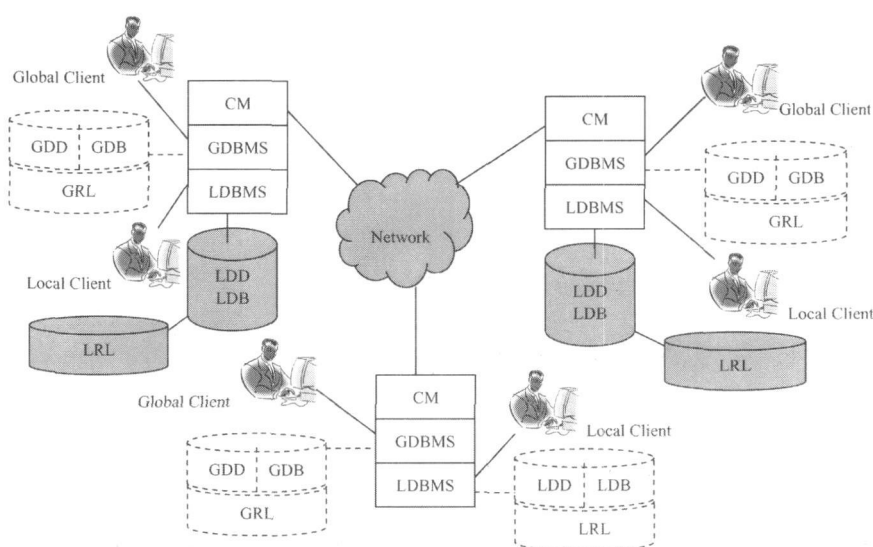 Global Client
CM
GDBMS
LDBMS
GDD GDB
GRL
Local Client
LDD
LDB
LRL
Network
CM
GDBMS
LDBMS
Global Client
GDD GDB
GRL
LDD
LDB
Local Client
LRL
Global Client
CM
GDBMS
LDBMS
Local Client
GDD GDB
GRL
LDD LDB
LRL